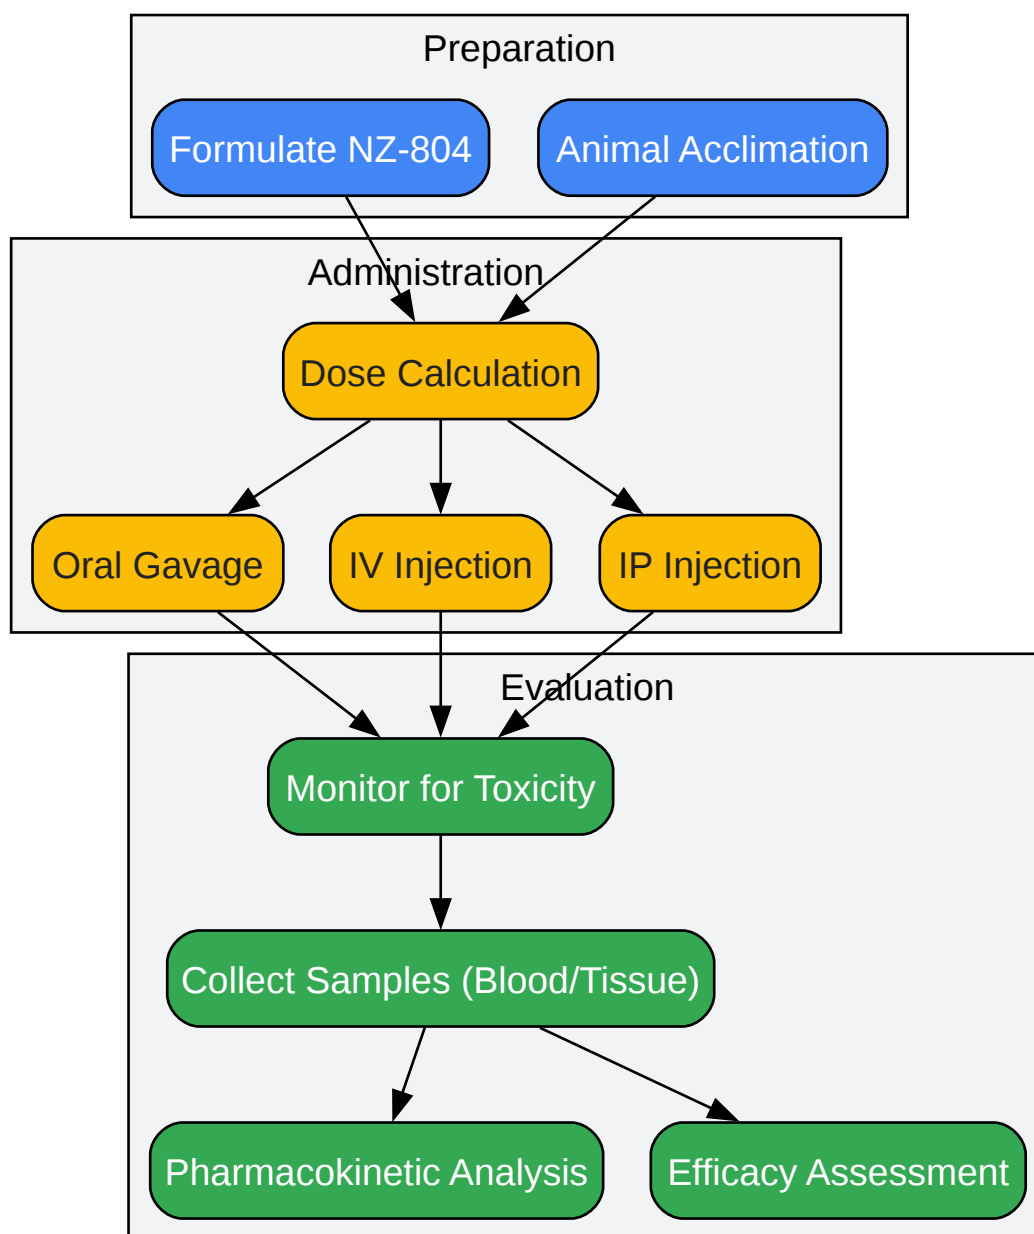 Preparation
Formulate NZ-804
Animal Acclimation
Administration
Dose Calculation
Oral Gavage
IV Injection
IP Injection
Evaluation
Monitor for Toxicity
Collect Samples (Blood/Tissue)
Pharmacokinetic Analysis
Efficacy Assessment